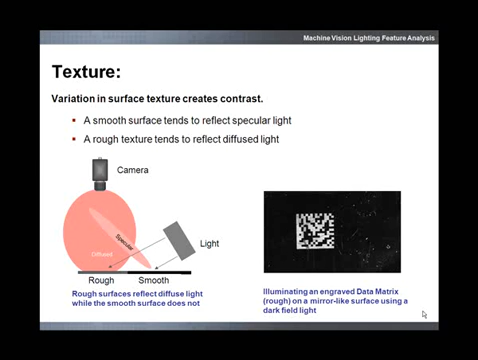 Machine Vision Lighting Feature Analysis
Texture:
Variation in surface texture creates contrast.
A smooth surface tends to reflect specular light
A rough texture tends to reflect diffused light
Camera
Specular
Diffused
Light
Rough
Smooth
Rough surfaces reflect diffuse light
while the smooth surface does not
Illuminating an engraved Data Matrix
(rough) on a mirror-like surface using a
dark field light